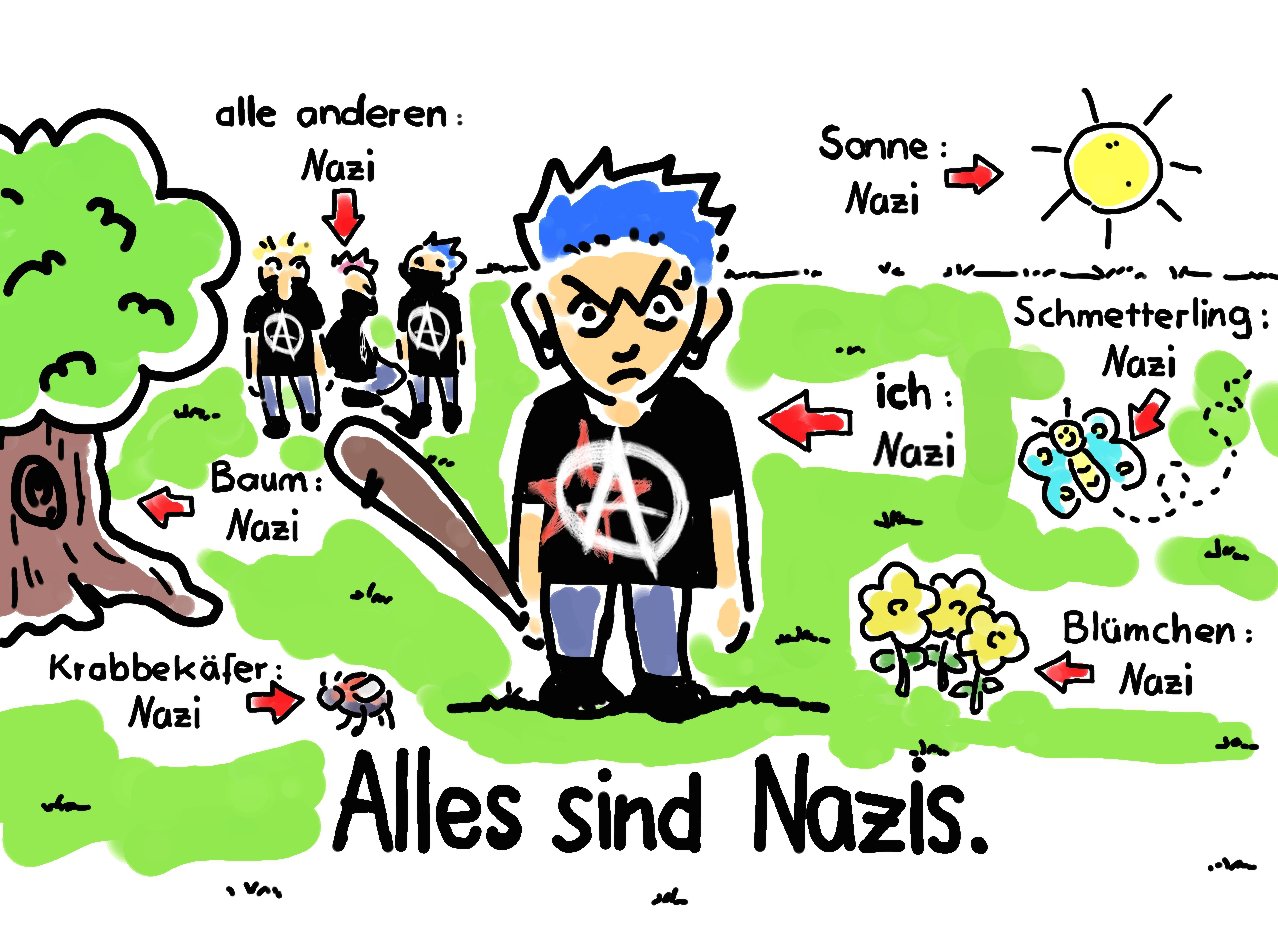 alle anderen:
Nazi
Sonne:
Nazi
Schmetterling:
Nazi
ich:
Nazi
Baum:
Nazi
Blümchen:
Nazi
Krabbekäfer:
Nazi
Alles sind Nazis.